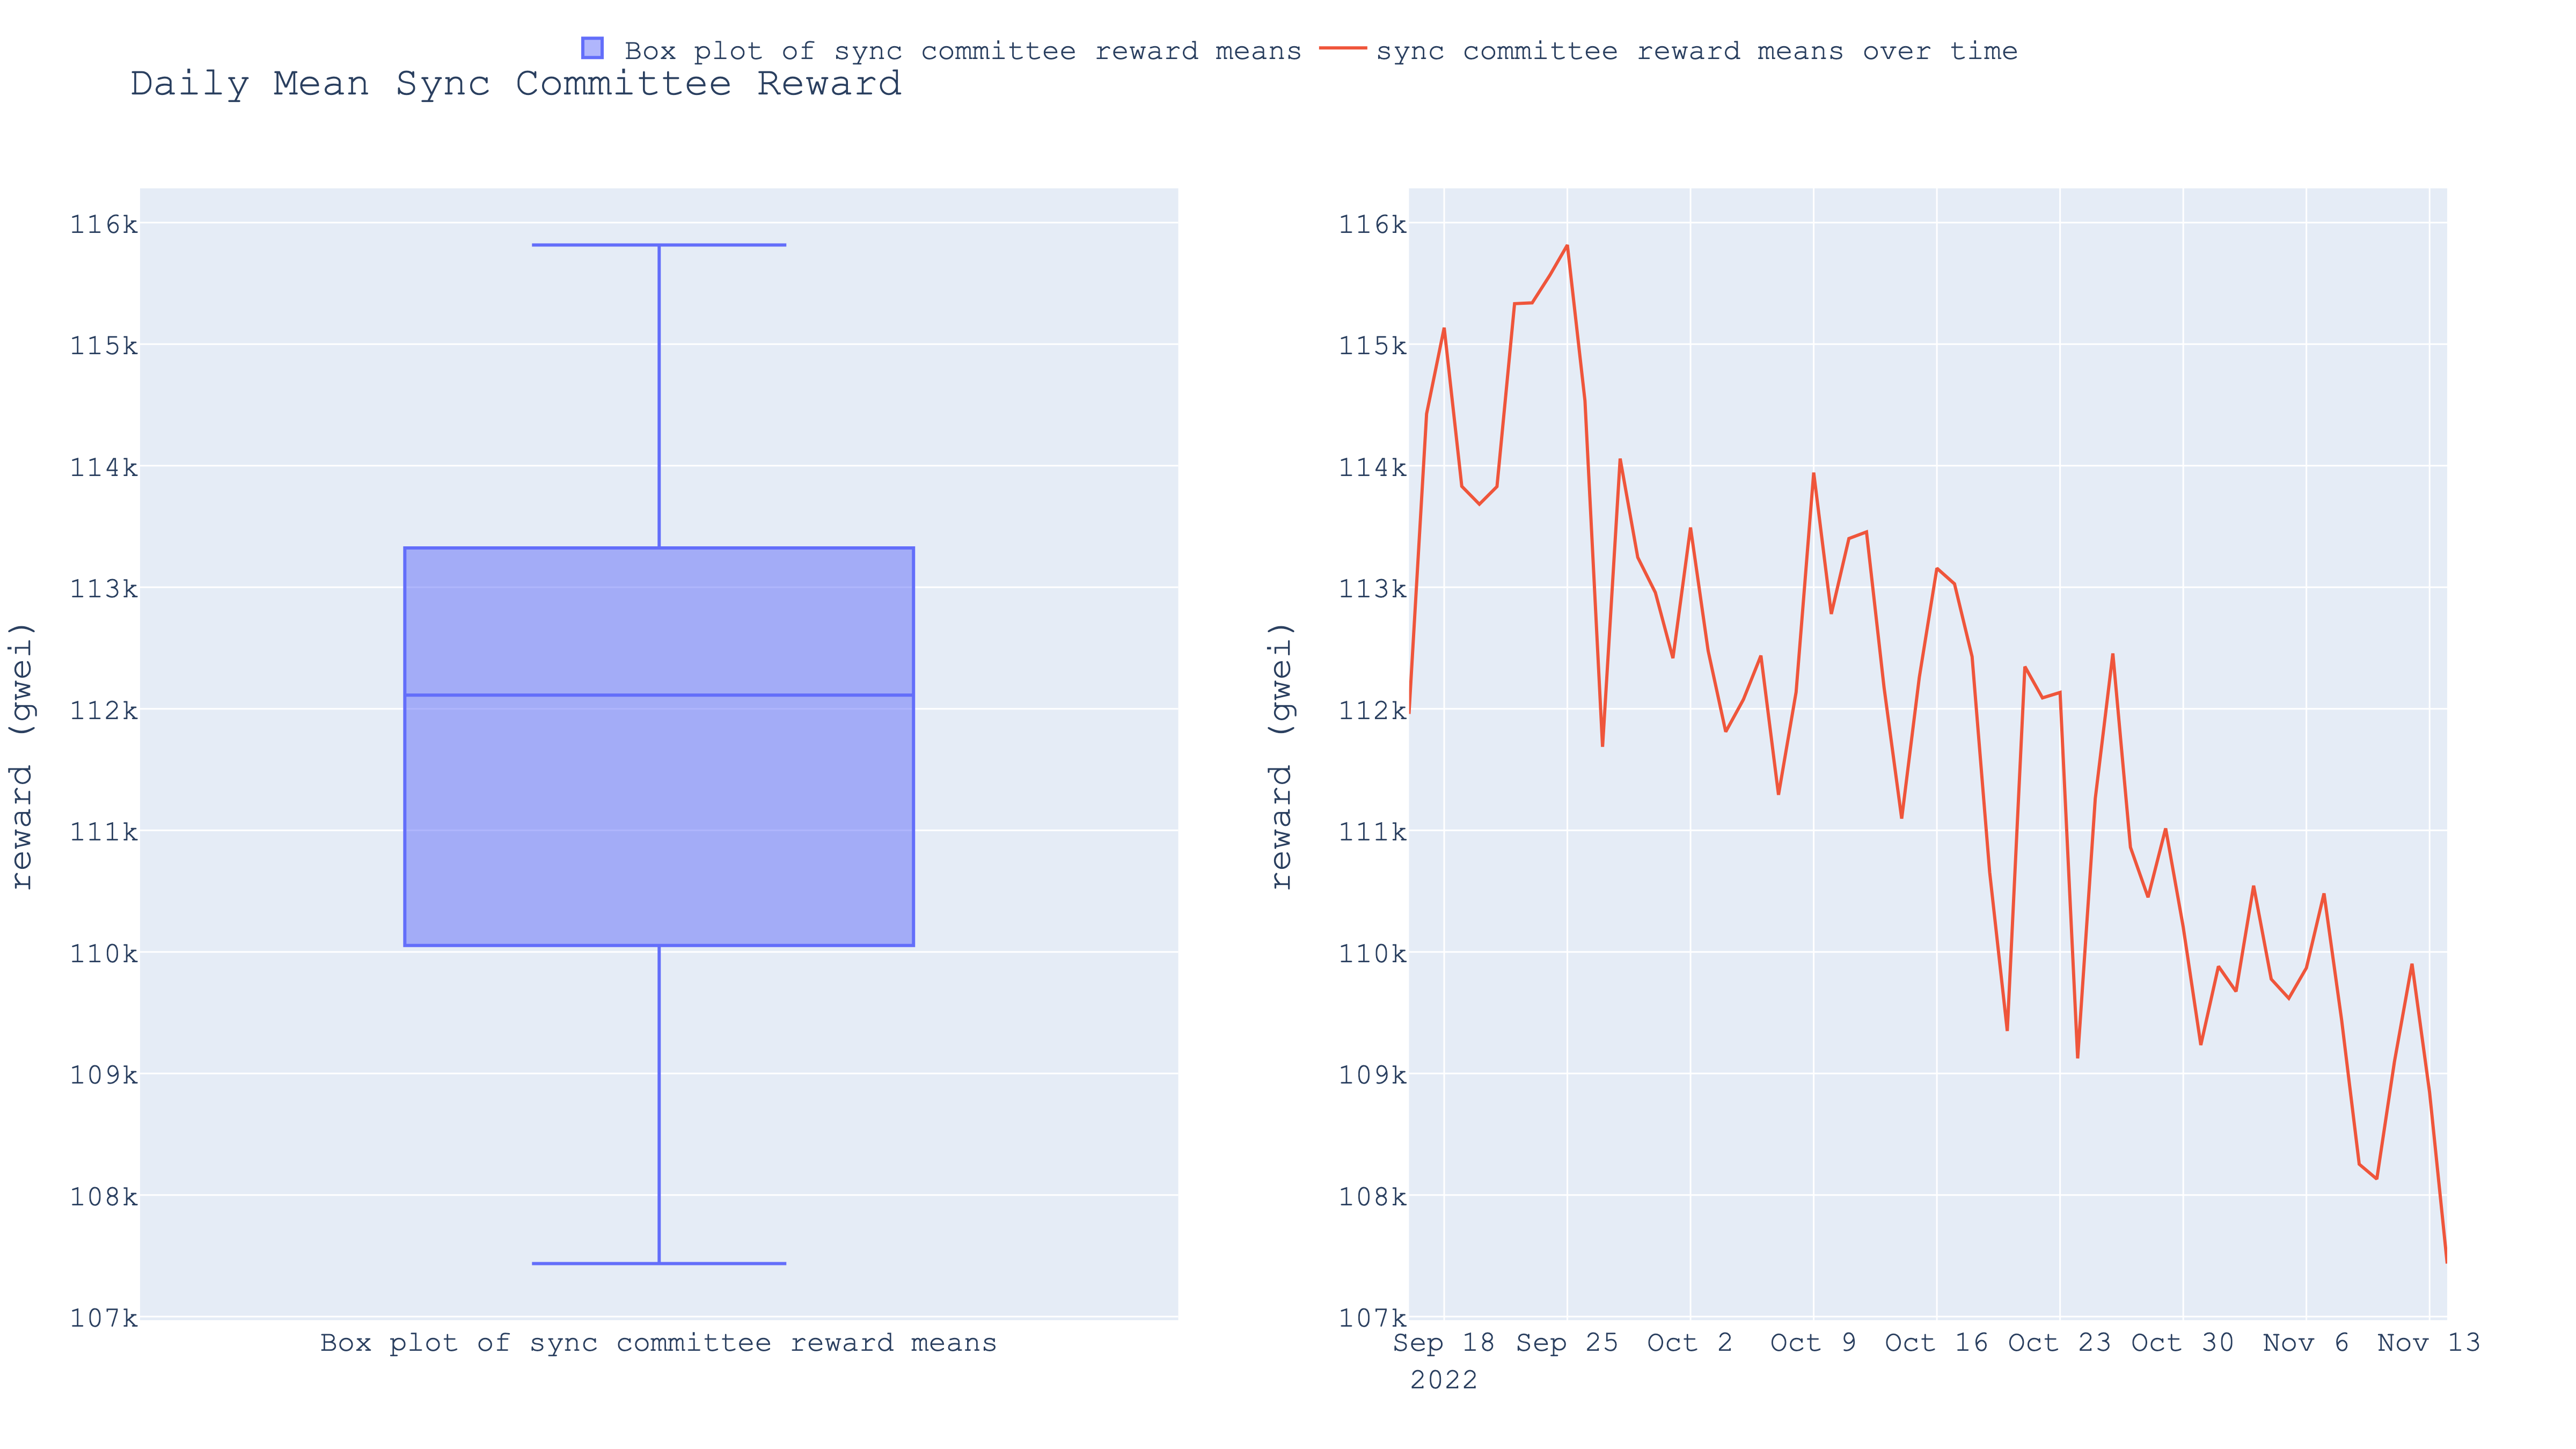 Box plot of sync committee reward means
sync committee reward means over time
Daily Mean Sync Committee Reward
reward (gwei)
116k
115k
114k
113k
112k
111k
110k
109k
108k
107k
Box plot of sync committee reward means
reward (gwei)
116k
115k
114k
113k
112k
111k
110k
109k
108k
107k
Sep 18 Sep 25 Oct 2 Oct 9 Oct 16 Oct 23 Oct 30 Nov 6 Nov 13
2022